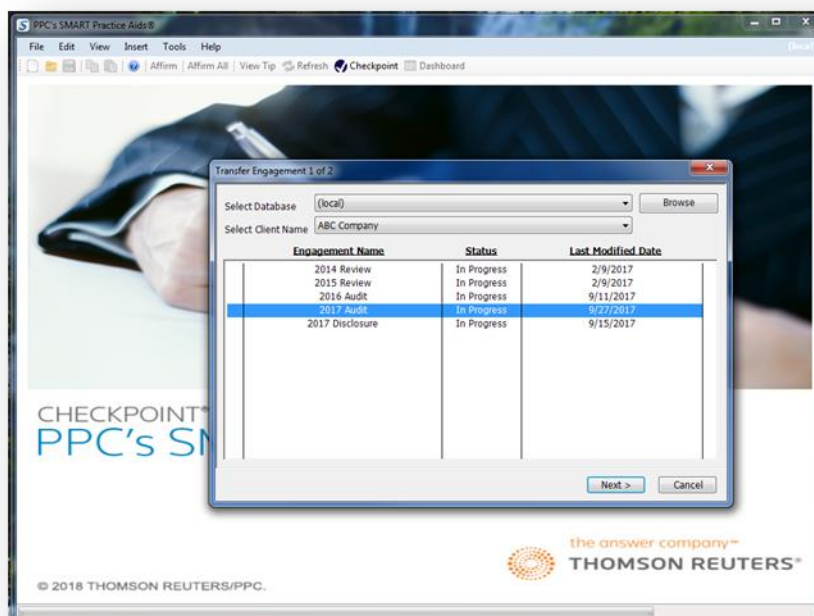 PPC's SMART Practice Aids®
File Edit View Insert Tools Help
(local)
Affirm Affirm All View Tip Refresh Checkpoint Dashboard
Transfer Engagement 1 of 2
Select Database (local) Browse
Select Client Name ABC Company
Engagement Name Status Last Modified Date
2014 Review In Progress 2/9/2017
2015 Review In Progress 2/9/2017
2016 Audit In Progress 9/11/2017
2017 Audit In Progress 9/27/2017
2017 Disclosure In Progress 9/15/2017
CHECKPOINT®
PPC's SM
Next > Cancel
the answer company™
THOMSON REUTERS®
© 2018 THOMSON REUTERS/PPC.